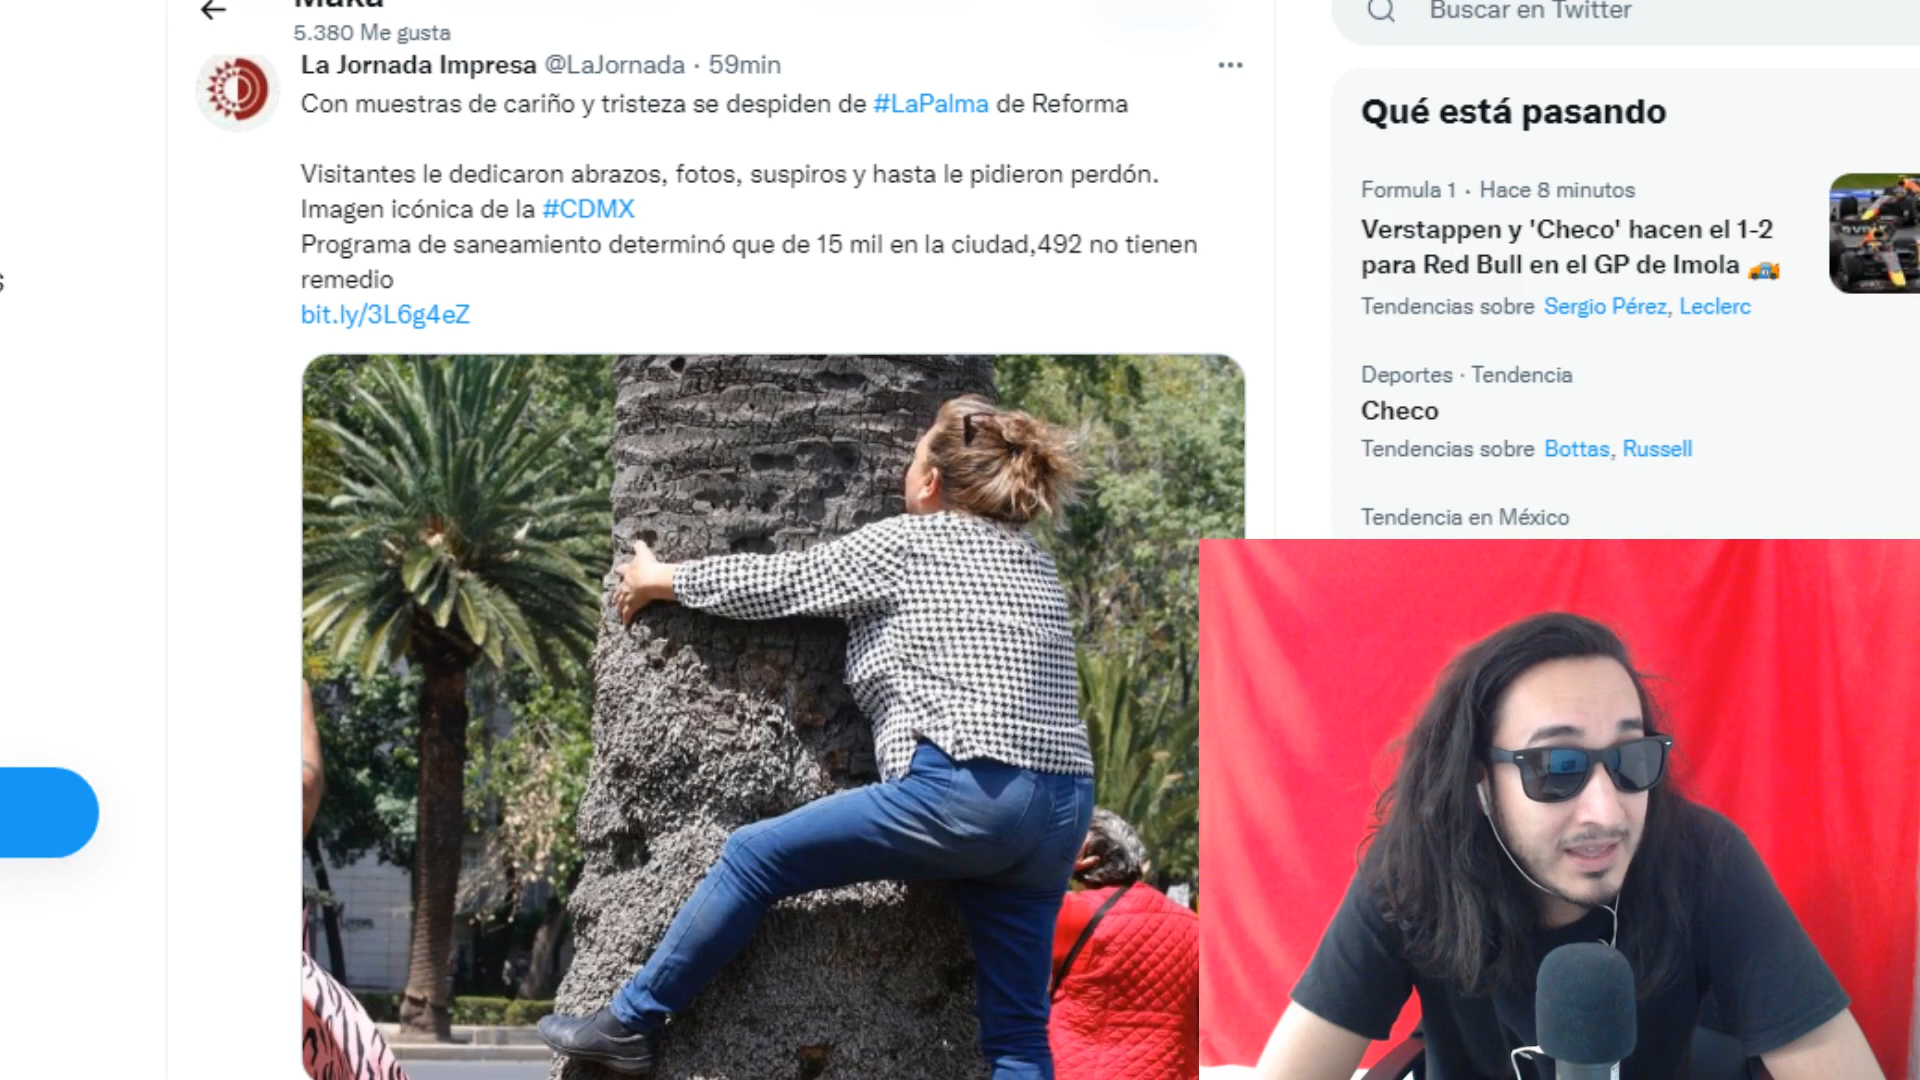 Maka
5.380 Me gusta
La Jornada Impresa @LaJornada · 59min
Con muestras de cariño y tristeza se despiden de #LaPalma de Reforma
Visitantes le dedicaron abrazos, fotos, suspiros y hasta le pidieron perdón.
Imagen icónica de la #CDMX
Programa de saneamiento determinó que de 15 mil en la ciudad,492 no tienen
remedio
bit.ly/3L6g4eZ
Buscar en Twitter
Qué está pasando
Formula 1 · Hace 8 minutos
Verstappen y 'Checo' hacen el 1-2
para Red Bull en el GP de Imola
Tendencias sobre Sergio Pérez, Leclerc
Deportes · Tendencia
Checo
Tendencias sobre Bottas, Russell
Tendencia en México